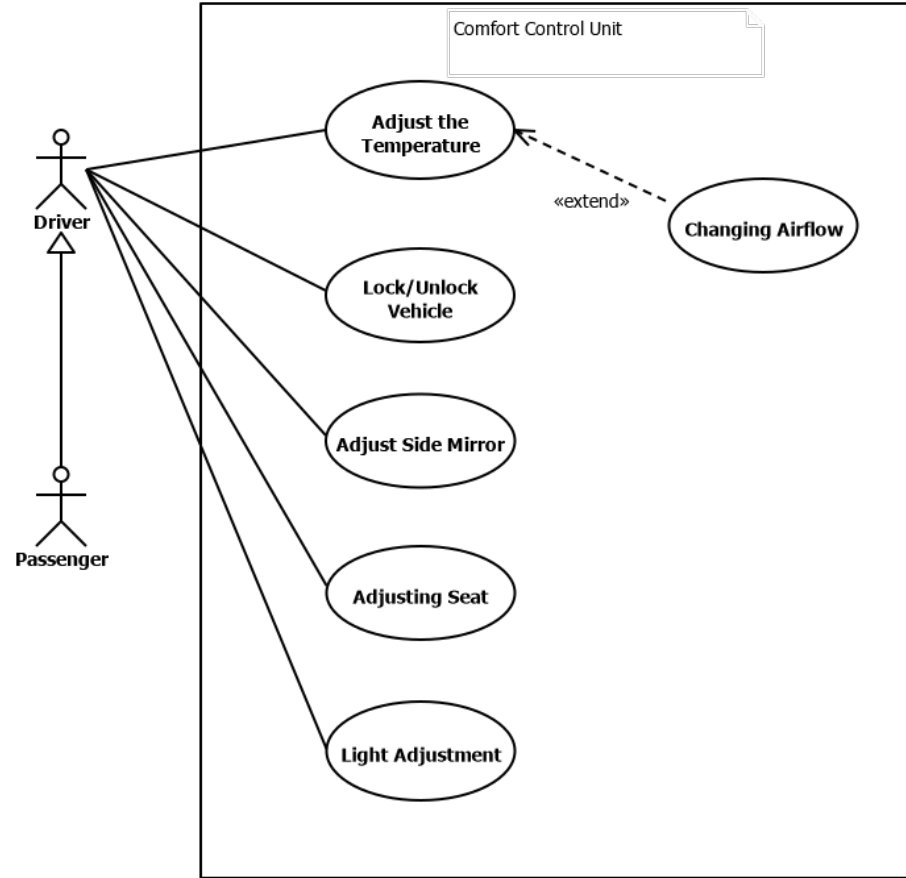 Comfort Control Unit
Adjust the
Temperature
Driver
«extend»
Changing Airflow
Lock/Unlock
Vehicle
Adjust Side Mirror
Passenger
Adjusting Seat
Light Adjustment